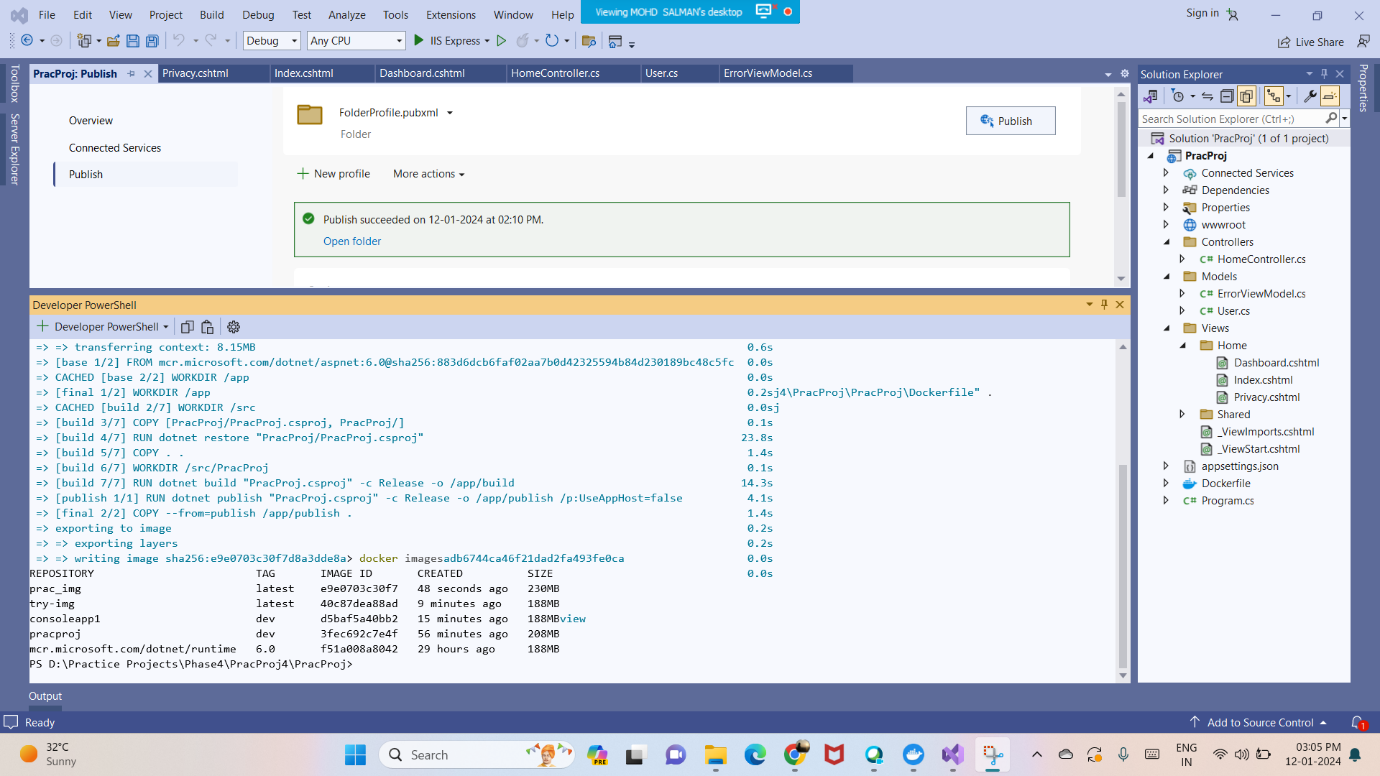 File Edit View Project Build Debug Test Analyze Tools Extensions Window Help
Viewing MOHD SALMAN's desktop
Sign in
Debug Any CPU IIS Express
Live Share
PracProj: Publish Privacy.cshtml Index.cshtml Dashboard.cshtml HomeController.cs User.cs ErrorViewModel.cs
Toolbox
Server Explorer
Overview
Connected Services
Publish
FolderProfile.pubxml
Folder
Publish
New profile More actions
Publish succeeded on 12-01-2024 at 02:10 PM.
Open folder
Developer PowerShell
+ Developer PowerShell
=> => transferring context: 8.15MB 0.6s
=> [base 1/2] FROM mcr.microsoft.com/dotnet/aspnet:6.0@sha256:883d6dcb6faf02aa7b0d42325594b84d230189bc48c5fc 0.0s
=> CACHED [base 2/2] WORKDIR /app 0.0s
=> [final 1/2] WORKDIR /app 0.2sj4\PracProj\PracProj\Dockerfile" .
=> CACHED [build 2/7] WORKDIR /src 0.0sj
=> [build 3/7] COPY [PracProj/PracProj.csproj, PracProj/] 0.1s
=> [build 4/7] RUN dotnet restore "PracProj/PracProj.csproj" 23.8s
=> [build 5/7] COPY . . 1.4s
=> [build 6/7] WORKDIR /src/PracProj 0.1s
=> [build 7/7] RUN dotnet build "PracProj.csproj" -c Release -o /app/build 14.3s
=> [publish 1/1] RUN dotnet publish "PracProj.csproj" -c Release -o /app/publish /p:UseAppHost=false 4.1s
=> [final 2/2] COPY --from=publish /app/publish . 1.4s
=> exporting to image 0.2s
=> => exporting layers 0.2s
=> => writing image sha256:e9e0703c30f7d8a3dde8a> docker imagesadb6744ca46f21dad2fa493fe0ca 0.0s
REPOSITORY TAG IMAGE ID CREATED SIZE 0.0s
prac_img latest e9e0703c30f7 48 seconds ago 230MB
try-img latest 40c87dea88ad 9 minutes ago 188MB
consoleapp1 dev d5baf5a40bb2 15 minutes ago 188MBview
pracproj dev 3fec692c7e4f 56 minutes ago 208MB
mcr.microsoft.com/dotnet/runtime 6.0 f51a008a8042 29 hours ago 188MB
PS D:\Practice Projects\Phase4\PracProj4\PracProj>
Output
Solution Explorer
Search Solution Explorer (Ctrl+;)
Solution 'PracProj' (1 of 1 project)
PracProj
Connected Services
Dependencies
Properties
wwwroot
Controllers
C# HomeController.cs
Models
C# ErrorViewModel.cs
C# User.cs
Views
Home
Dashboard.cshtml
Index.cshtml
Privacy.cshtml
Shared
_ViewImports.cshtml
_ViewStart.cshtml
appsettings.json
Dockerfile
C# Program.cs
Properties
Ready
Add to Source Control
1
32°C
Sunny
Search
PRE
ENG
IN
03:05 PM
12-01-2024